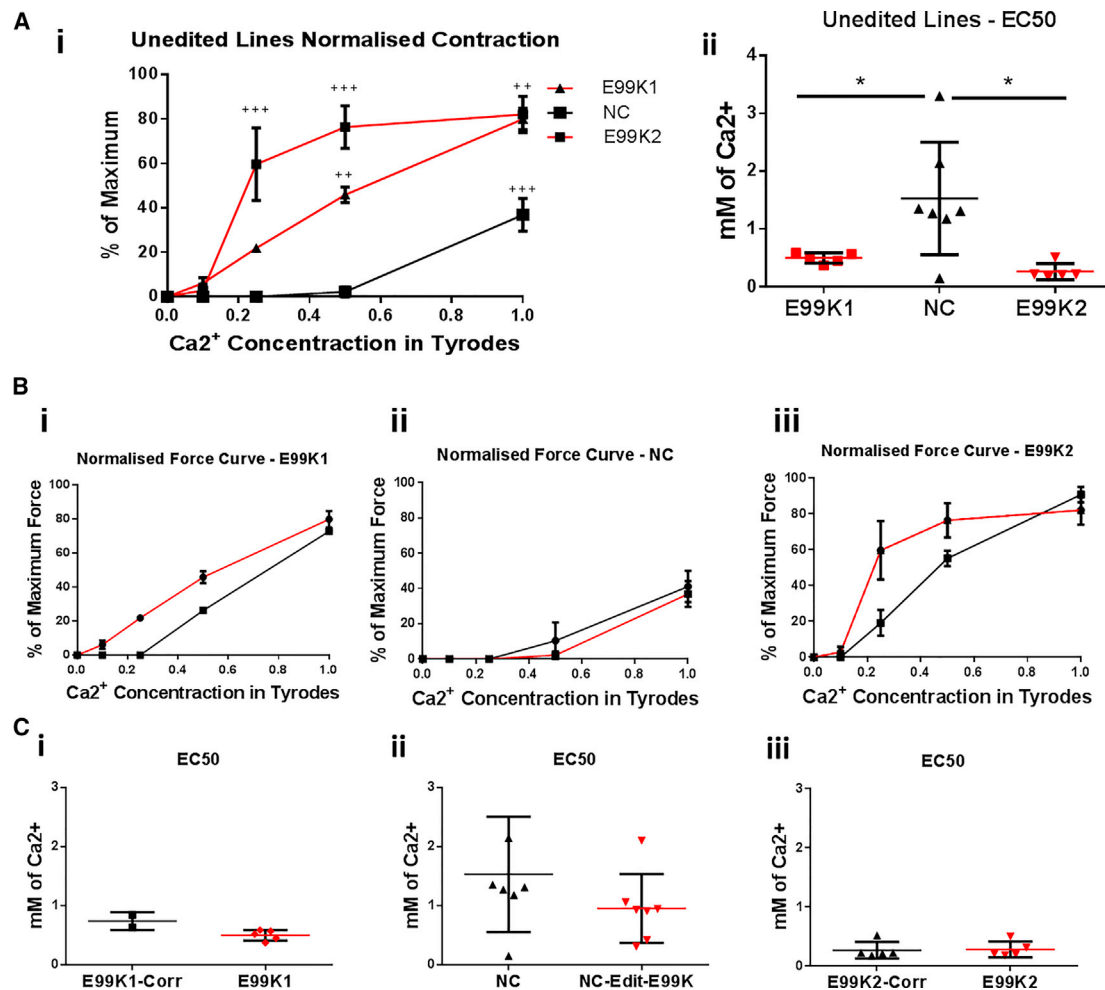 A
i
Unedited Lines Normalised Contraction
% of Maximum
100
80
60
40
20
0
+++
+++
++
++
+++
E99K1
NC
E99K2
0.0 0.2 0.4 0.6 0.8 1.0
Ca2⁺ Concentraction in Tyrodes
ii
Unedited Lines - EC50
mM of Ca2+
4
3
2
1
0
* *
E99K1 NC E99K2
B
i
Normalised Force Curve - E99K1
% of Maximum Force
100
80
60
40
20
0
0.0 0.2 0.4 0.6 0.8 1.0
Ca2⁺ Concentraction in Tyrodes
ii
Normalised Force Curve - NC
% of Maximum Force
100
80
60
40
20
0
0.0 0.2 0.4 0.6 0.8 1.0
Ca2⁺ Concentraction in Tyrodes
iii
Normalised Force Curve - E99K2
% of Maximum Force
100
80
60
40
20
0
0.0 0.2 0.4 0.6 0.8 1.0
Ca2⁺ Concentraction in Tyrodes
C
i
EC50
mM of Ca2+
3
2
1
0
E99K1-Corr E99K1
ii
EC50
mM of Ca2+
3
2
1
0
NC NC-Edit-E99K
iii
EC50
mM of Ca2+
3
2
1
0
E99K2-Corr E99K2